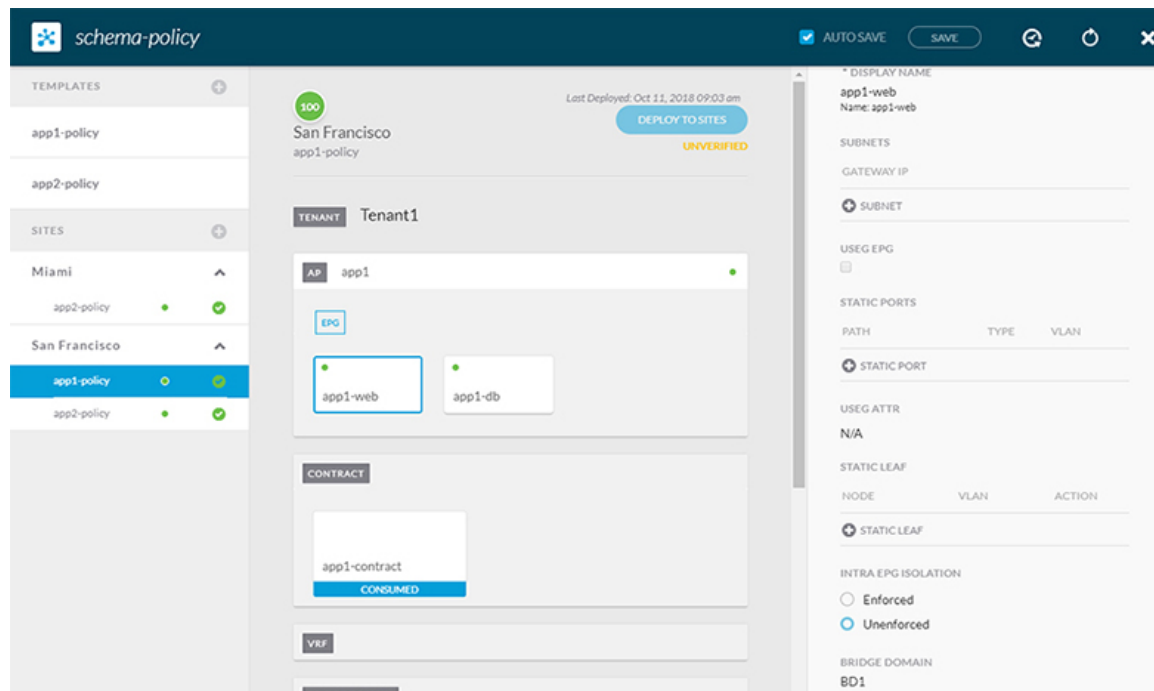 schema-policy
AUTO SAVE
SAVE
TEMPLATES
app1-policy
app2-policy
SITES
Miami
app2-policy
San Francisco
app1-policy
app2-policy
100
Last Deployed: Oct 11, 2018 09:03 am
San Francisco
DEPLOY TO SITES
app1-policy
UNVERIFIED
TENANT Tenant1
AP app1
EPG
app1-web
app1-db
CONTRACT
app1-contract
CONSUMED
VRF
* DISPLAY NAME
app1-web
Name: app1-web
SUBNETS
GATEWAY IP
SUBNET
USEG EPG
STATIC PORTS
PATH TYPE VLAN
STATIC PORT
USEG ATTR
N/A
STATIC LEAF
NODE VLAN ACTION
STATIC LEAF
INTRA EPG ISOLATION
Enforced
Unenforced
BRIDGE DOMAIN
BD1